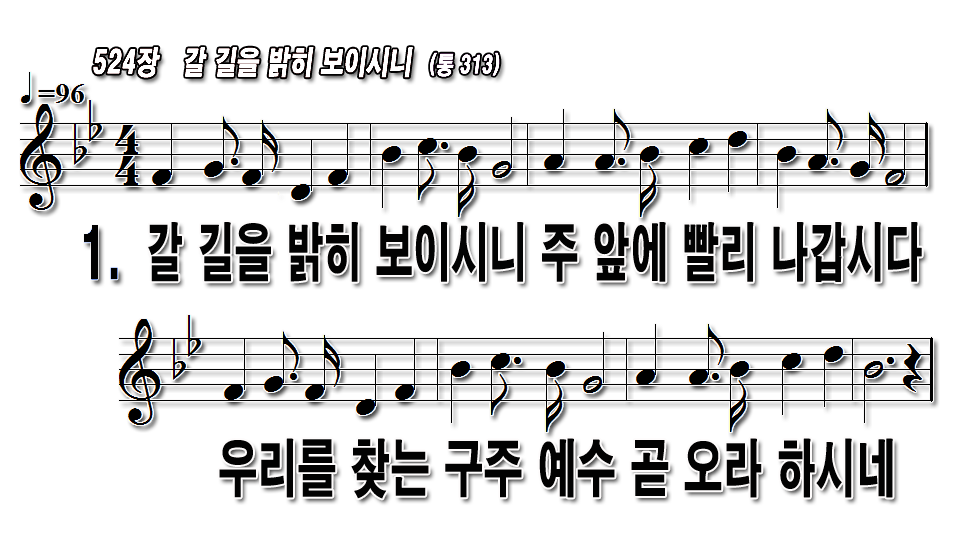 524장 갈 길을 밝히 보이시니 (통 313)
♩=96
4
4
1. 갈 길을 밝히 보이시니 주 앞에 빨리 나갑시다
우리를 찾는 구주 예수 곧 오라 하시네